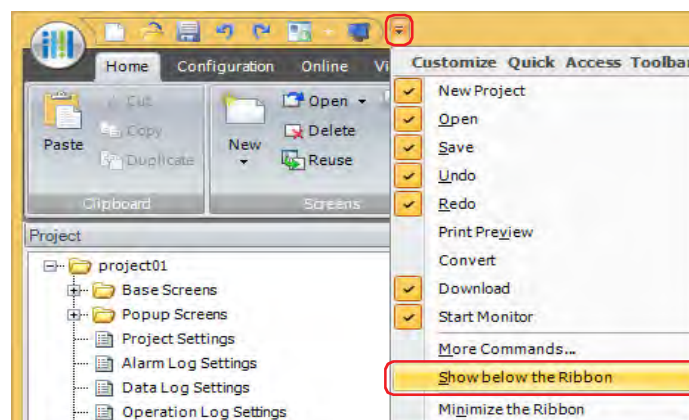 Home Configuration Online
Customize Quick Access Toolbar
New Project
Open
Save
Undo
Redo
Print Preview
Convert
Download
Start Monitor
More Commands...
Show below the Ribbon
Minimize the Ribbon
Paste
Cut
Copy
Duplicate
Clipboard
New
Open
Delete
Reuse
Screens
Project
project01
Base Screens
Popup Screens
Project Settings
Alarm Log Settings
Data Log Settings
Operation Log Settings